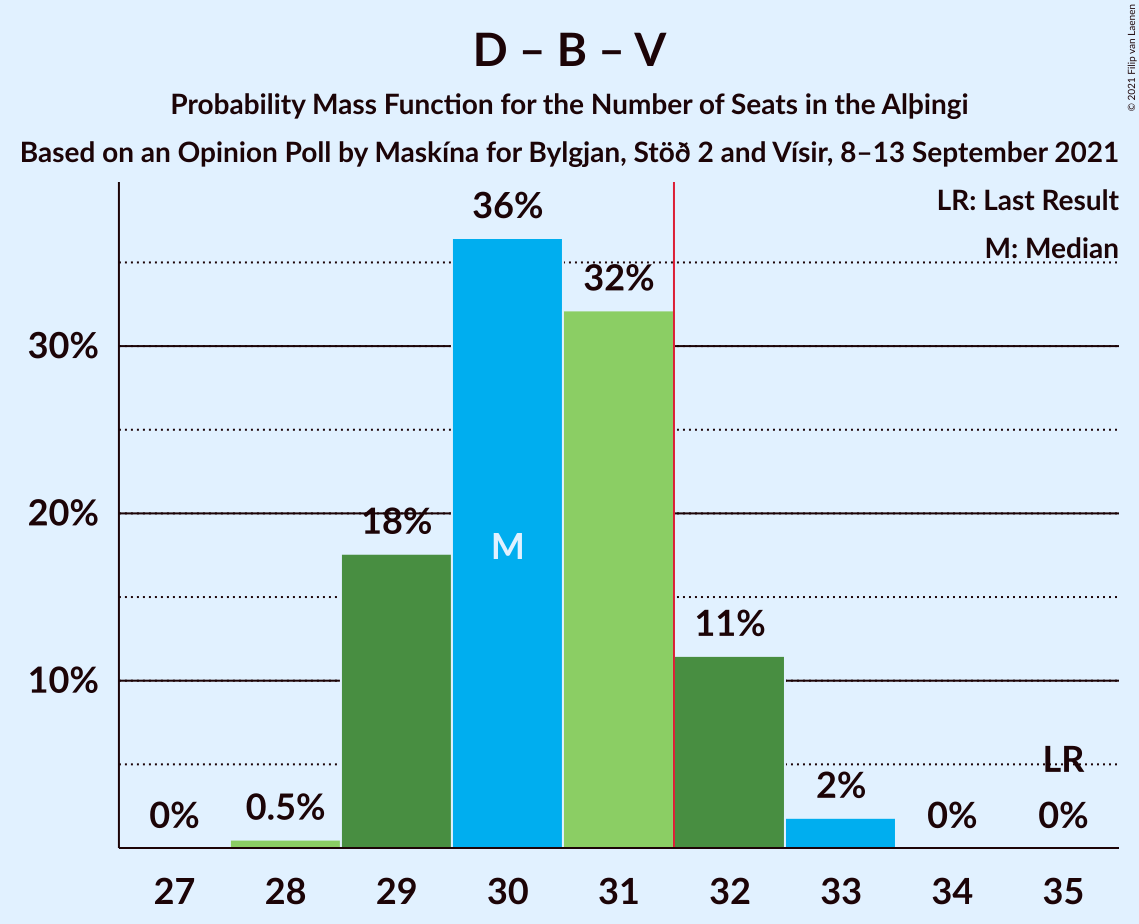 D – B – V
Probability Mass Function for the Number of Seats in the Alþingi
Based on an Opinion Poll by Maskína for Bylgjan, Stöð 2 and Vísir, 8–13 September 2021
© 2021 Filip van Laenen
LR: Last Result
M: Median
36%
32%
30%
20%
18%
M
11%
10%
LR
2%
0.5%
0%
0%
0%
27 28 29 30 31 32 33 34 35